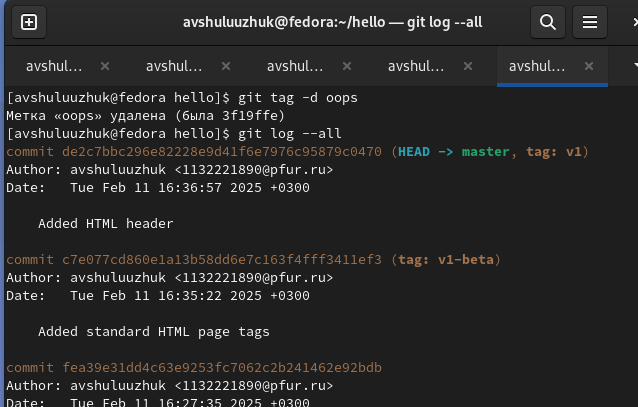 avshuluuzhuk@fedora:~/hello — git log --all
avshul... × avshul... × avshul... × avshul... × avshul... ×
[avshuluuzhuk@fedora hello]$ git tag -d oops
Метка «oops» удалена (была 3f19ffe)
[avshuluuzhuk@fedora hello]$ git log --all
commit de2c7bbc296e82228e9d41f6e7976c95879c0470 (HEAD -> master, tag: v1)
Author: avshuluuzhuk <1132221890@pfur.ru>
Date:   Tue Feb 11 16:36:57 2025 +0300
Added HTML header
commit c7e077cd860e1a13b58dd6e7c163f4fff3411ef3 (tag: v1-beta)
Author: avshuluuzhuk <1132221890@pfur.ru>
Date:   Tue Feb 11 16:35:22 2025 +0300
Added standard HTML page tags
commit fea39e31dd4c63e9253fc7062c2b241462e92bdb
Author: avshuluuzhuk <1132221890@pfur.ru>
Date:   Tue Feb 11 16:27:35 2025 +0300